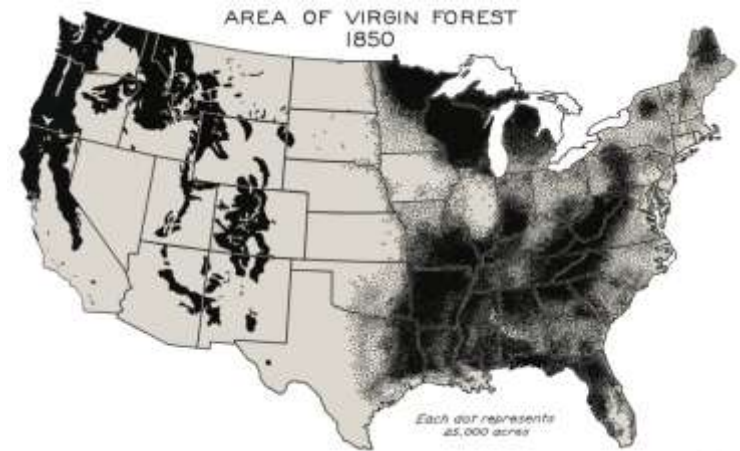 AREA OF VIRGIN FOREST
1850
Each dot represents
25,000 acres